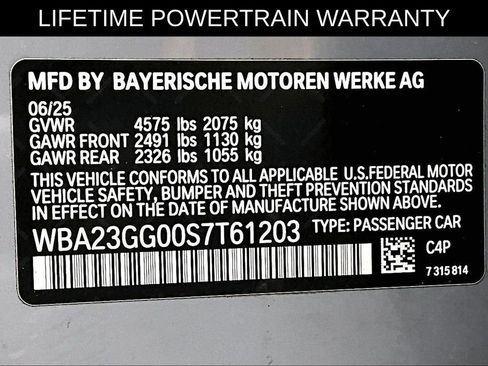 LIFETIME POWERTRAIN WARRANTY
MFD BY BAYERISCHE MOTOREN WERKE AG
06/25
GVWR 4575 lbs 2075 kg
GAWR FRONT 2491 lbs 1130 kg
GAWR REAR 2326 lbs 1055 kg
THIS VEHICLE CONFORMS TO ALL APPLICABLE U.S.FEDERAL MOTOR
VEHICLE SAFETY, BUMPER AND THEFT PREVENTION STANDARDS
IN EFFECT ON THE DATE OF MANUFACTURE SHOWN ABOVE.
WBA23GG00S7T61203 TYPE: PASSENGER CAR
C4P
7 315 814